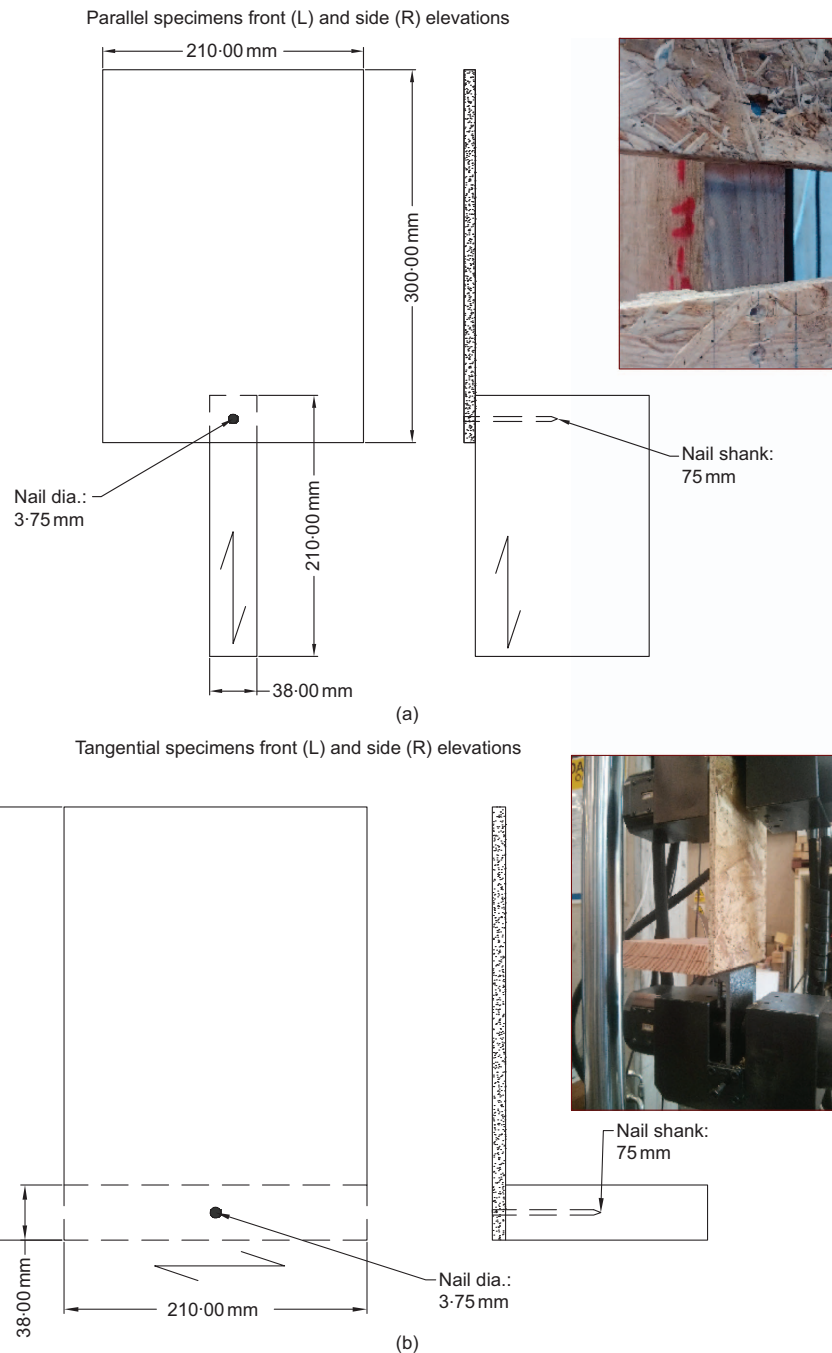 Parallel specimens front (L) and side (R) elevations
210·00 mm
300·00 mm
Nail dia.:
3·75 mm
210·00 mm
Nail shank:
75 mm
38·00 mm
(a)
Tangential specimens front (L) and side (R) elevations
Nail shank:
75 mm
38·00 mm
210·00 mm
Nail dia.:
3·75 mm
(b)